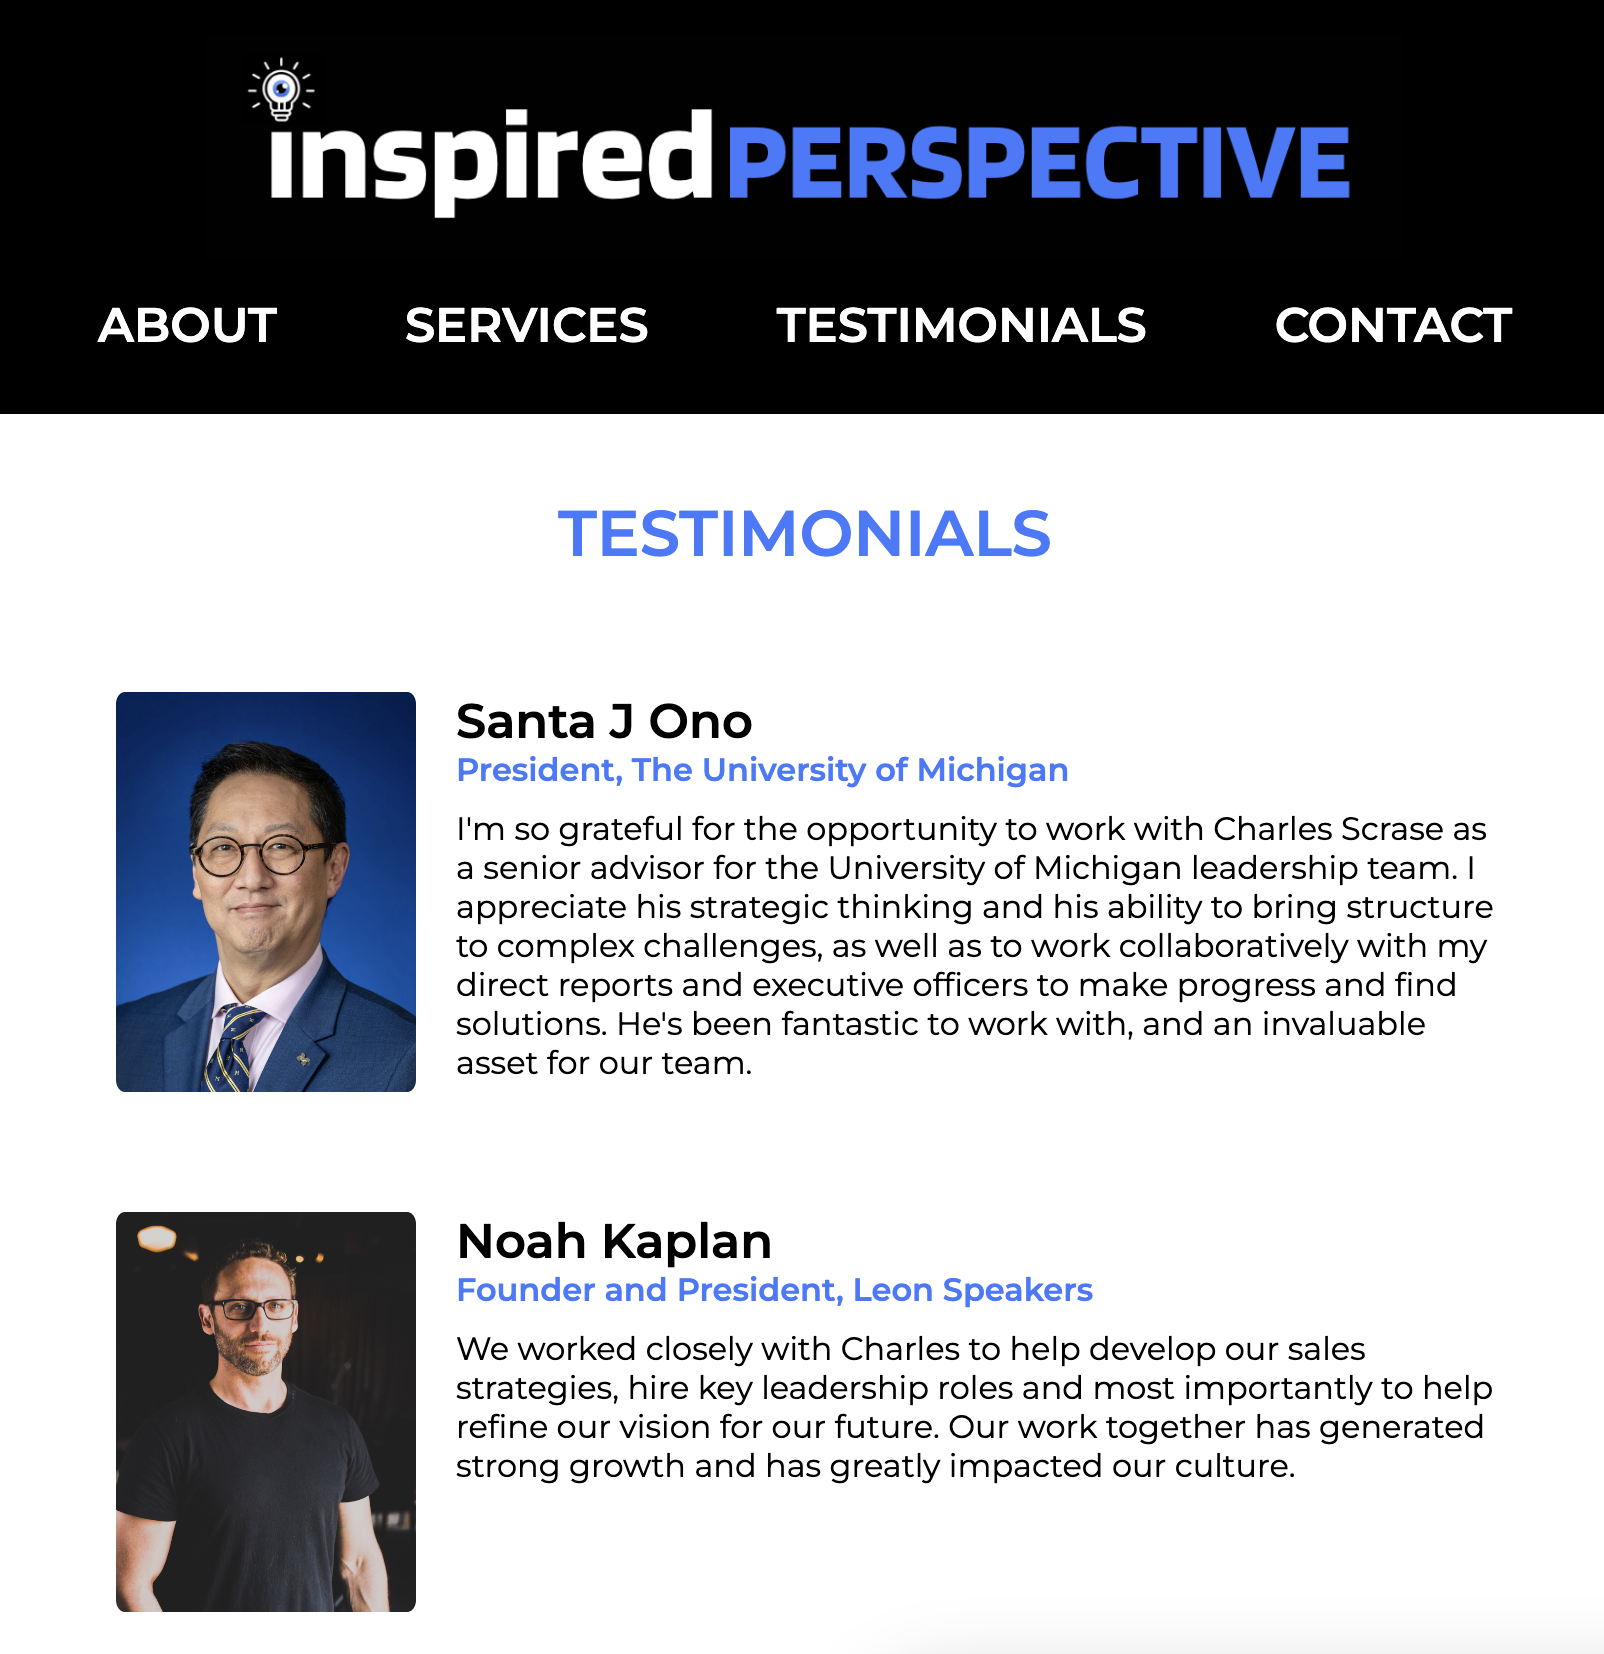 inspired PERSPECTIVE
ABOUT SERVICES TESTIMONIALS CONTACT
TESTIMONIALS
Santa J Ono
President, The University of Michigan
I'm so grateful for the opportunity to work with Charles Scrase as
a senior advisor for the University of Michigan leadership team. I
appreciate his strategic thinking and his ability to bring structure
to complex challenges, as well as to work collaboratively with my
direct reports and executive officers to make progress and find
solutions. He's been fantastic to work with, and an invaluable
asset for our team.
Noah Kaplan
Founder and President, Leon Speakers
We worked closely with Charles to help develop our sales
strategies, hire key leadership roles and most importantly to help
refine our vision for our future. Our work together has generated
strong growth and has greatly impacted our culture.